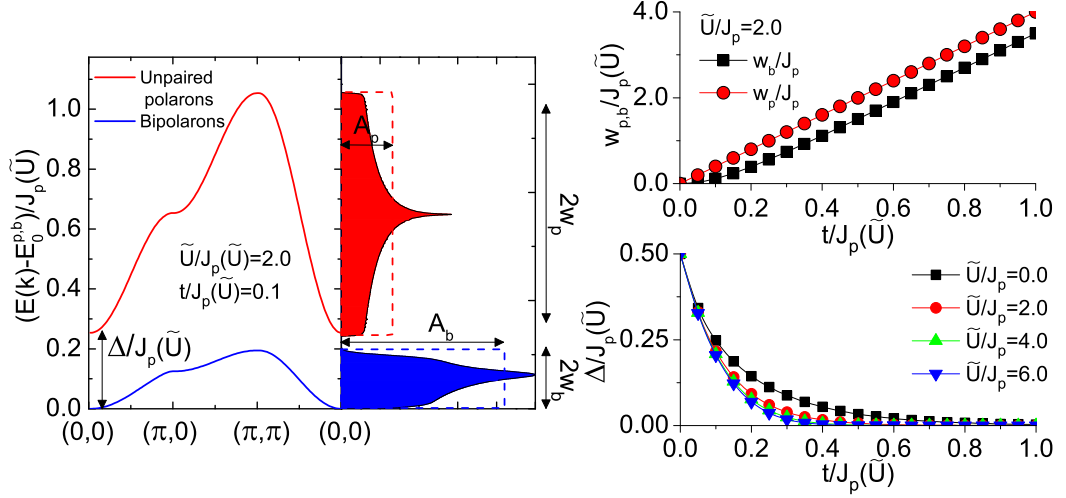 (E(k)-E₀ᵖ,ᵇ)/Jₚ(Ũ)
1.0
0.8
0.6
0.4
0.2
0.0
Unpaired
polarons
Bipolarons
Ũ/Jₚ(Ũ)=2.0
t/Jₚ(Ũ)=0.1
Δ/Jₚ(Ũ)
(0,0)
(π,0)
(π,π)
(0,0)
Aₚ
A_b
2wₚ
2w_b
w_p,b/Jₚ(Ũ)
4.0
2.0
0.0
Ũ/Jₚ=2.0
w_b/Jₚ
wₚ/Jₚ
0.0 0.2 0.4 0.6 0.8 1.0
t/Jₚ(Ũ)
Δ/Jₚ(Ũ)
0.50
0.25
0.00
Ũ/Jₚ=0.0
Ũ/Jₚ=2.0
Ũ/Jₚ=4.0
Ũ/Jₚ=6.0
0.0 0.2 0.4 0.6 0.8 1.0
t/Jₚ(Ũ)